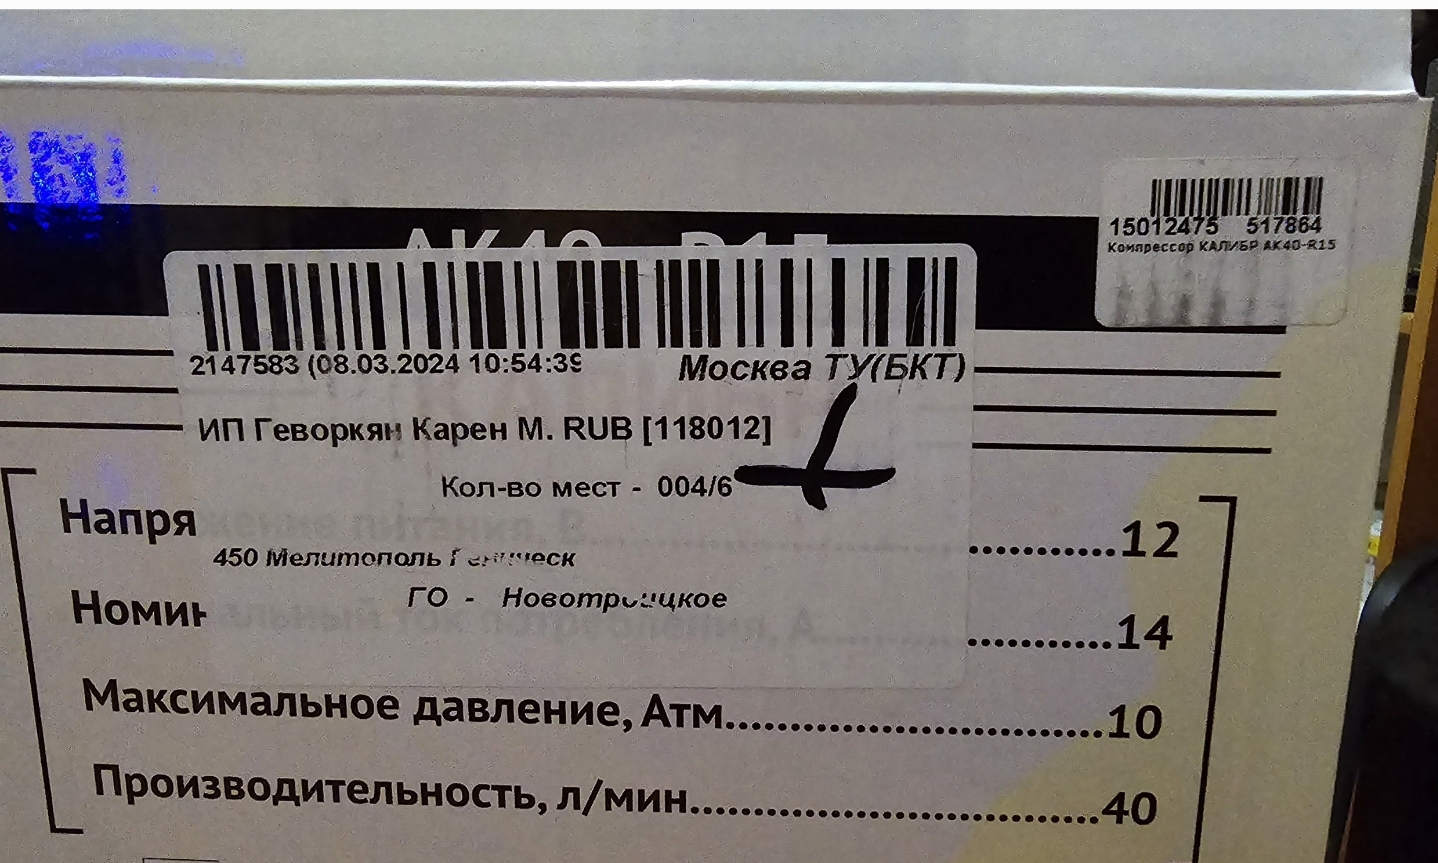 15012475 517864
Компрессор КАЛИБР АК40-R15
2147583 (08.03.2024 10:54:39
Москва ТУ(БКТ)
ИП Геворкян Карен М. RUB [118012]
Кол-во мест - 004/6
Напря 12
450 Мелитополь
ГО - Новотроицкое
Номин 14
Максимальное давление, Атм 10
Производительность, л/мин 40